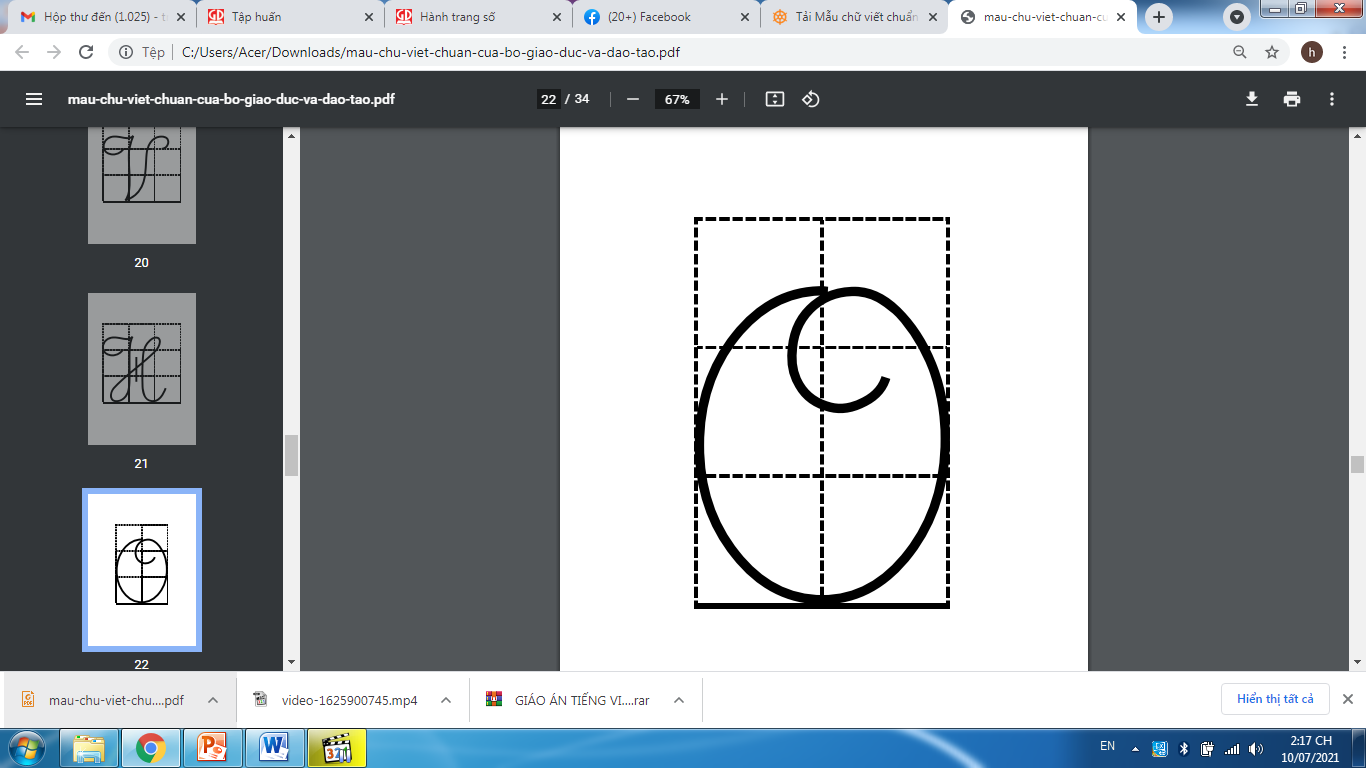 Hộp thư đến (1.025) - t
Tập huấn
Hành trang số
(20+) Facebook
Tải Mẫu chữ viết chuẩn
mau-chu-viet-chuan-cu
Tệp
C:/Users/Acer/Downloads/mau-chu-viet-chuan-cua-bo-giao-duc-va-dao-tao.pdf
h
mau-chu-viet-chuan-cua-bo-giao-duc-va-dao-tao.pdf
22 / 34
67%
V
20
H
21
O
22
O
mau-chu-viet-chu....pdf
video-1625900745.mp4
GIÁO ÁN TIẾNG VI....rar
Hiển thị tất cả
EN
2:17 CH
10/07/2021